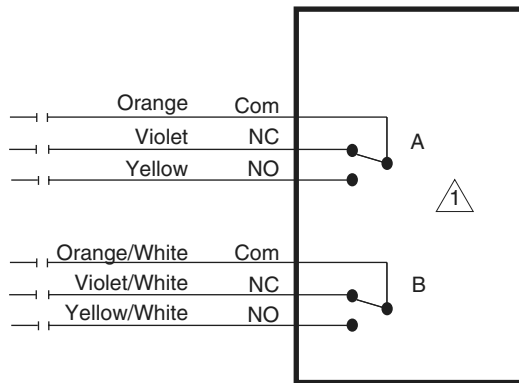 Orange Com
Violet NC
Yellow NO
A
1
Orange/White Com
Violet/White NC
Yellow/White NO
B